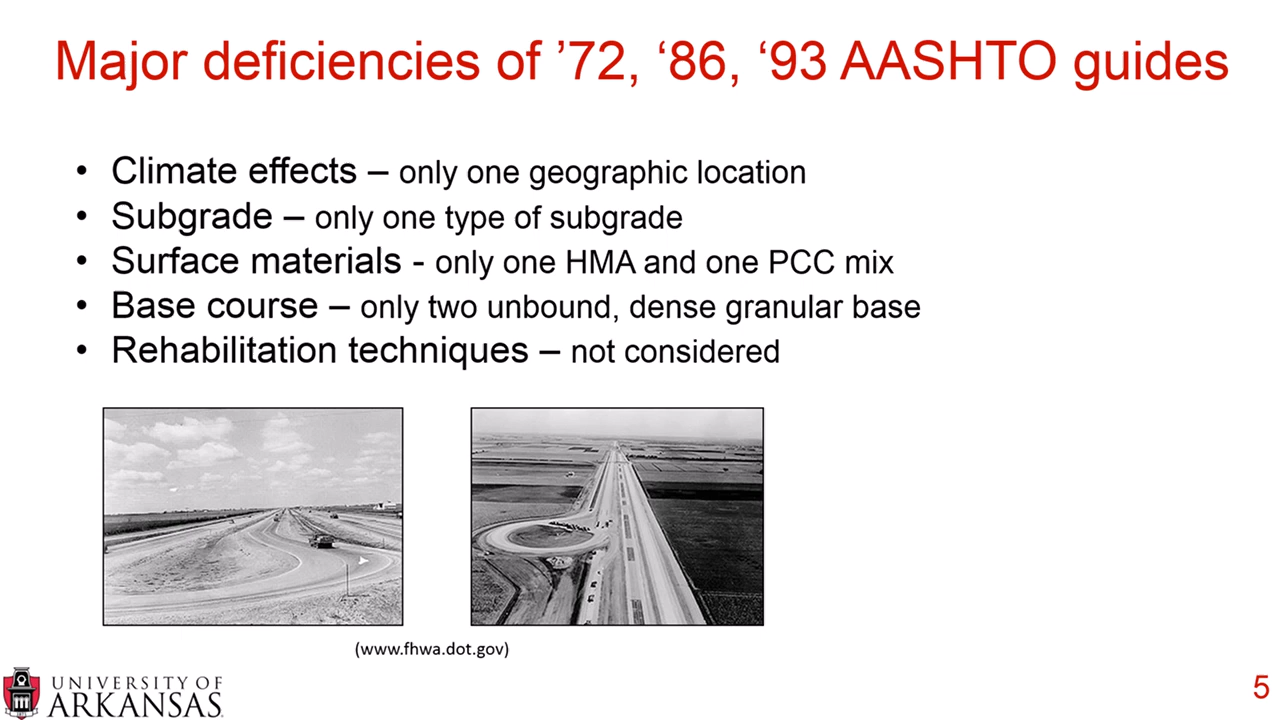 Major deficiencies of ’72, ‘86, ‘93 AASHTO guides
• Climate effects – only one geographic location
• Subgrade – only one type of subgrade
• Surface materials - only one HMA and one PCC mix
• Base course – only two unbound, dense granular base
• Rehabilitation techniques – not considered
(www.fhwa.dot.gov)
UNIVERSITY OF
ARKANSAS
5